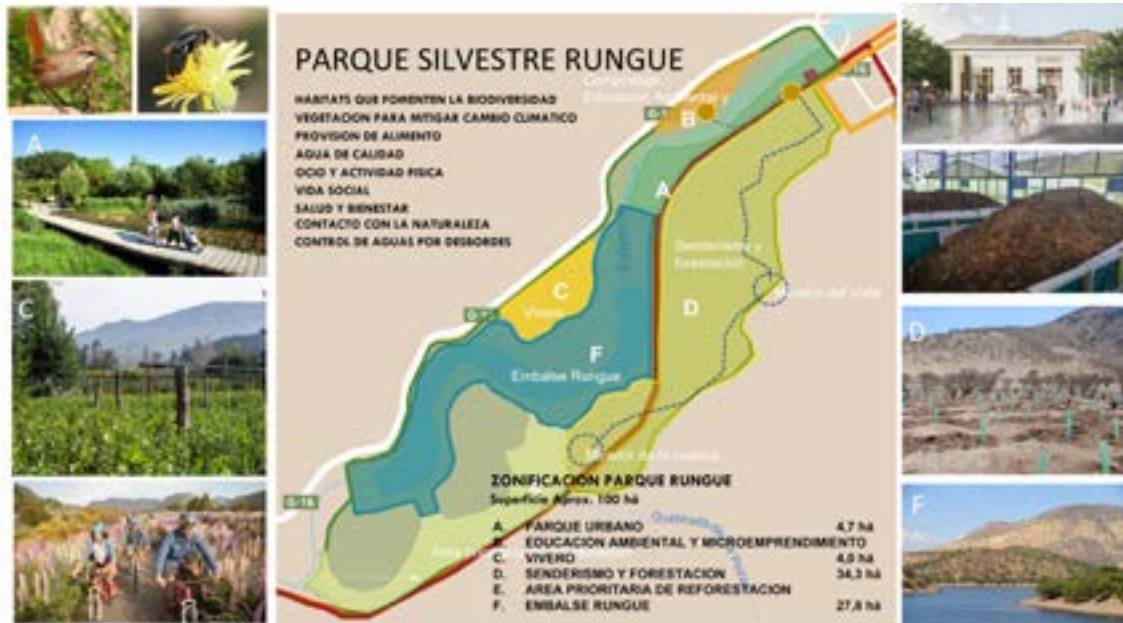 A
C
PARQUE SILVESTRE RUNGUE
HABITATS QUE FOMENTEN LA BIODIVERSIDAD
VEGETACION PARA MITIGAR CAMBIO CLIMATICO
PROVISION DE ALIMENTO
AGUA DE CALIDAD
OCIO Y ACTIVIDAD FISICA
VIDA SOCIAL
SALUD Y BIENESTAR
CONTACTO CON LA NATURALEZA
CONTROL DE AGUAS POR DESBORDES
B
A
Senderismo y
forestación
C
Vivero
D
F
Embalse Rungue
ZONIFICACION PARQUE RUNGUE
Superficie Aprox. 100 há
A. PARQUE URBANO 4,7 há
B. EDUCACION AMBIENTAL Y MICROEMPRENDIMIENTO
C. VIVERO 4,0 há
D. SENDERISMO Y FORESTACION 34,3 há
E. AREA PRIORITARIA DE REFORESTACION
F. EMBALSE RUNGUE 27,8 há
B
D
F